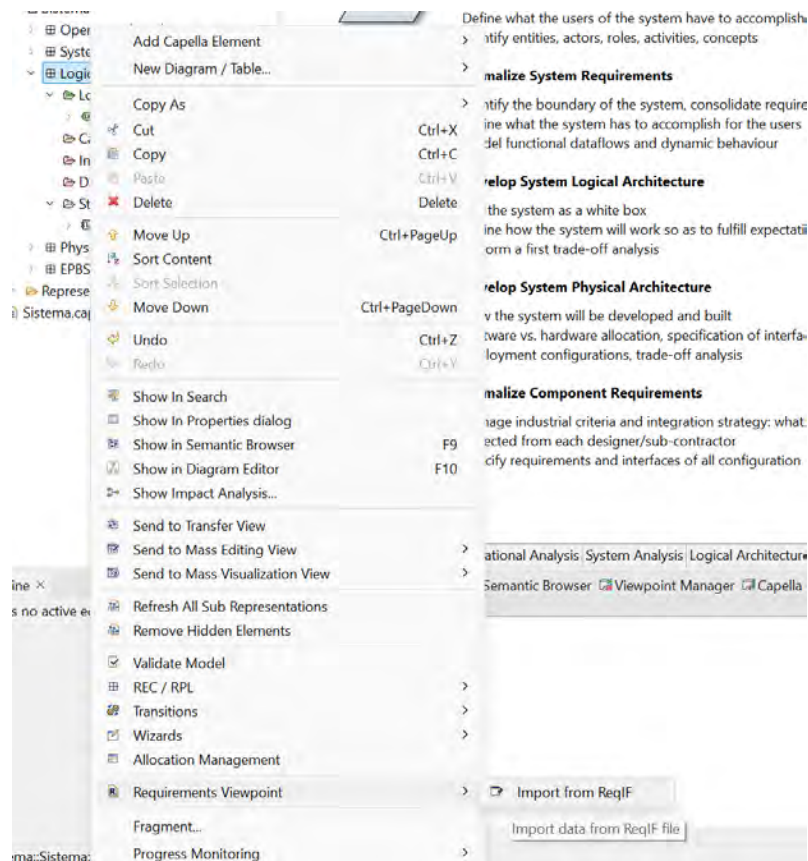 Define what the users of the system have to accomplish
Oper
ntify entities, actors, roles, activities, concepts
Add Capella Element
Syste
New Diagram / Table...
malize System Requirements
Logic
Lo
Copy As
ntify the boundary of the system, consolidate require
Cut Ctrl+X
ine what the system has to accomplish for the users
Ca
del functional dataflows and dynamic behaviour
In
Copy Ctrl+C
Paste Ctrl+V
D
velop System Logical Architecture
St
Delete Delete
the system as a white box
Move Up Ctrl+PageUp
ine how the system will work so as to fulfill expectati
Phys
Sort Content
orm a first trade-off analysis
EPBS
Sort Selection
Represe
velop System Physical Architecture
Sistema.cap
Move Down Ctrl+PageDown
v the system will be developed and built
Undo Ctrl+Z
tware vs. hardware allocation, specification of interfa
Redo Ctrl+Y
loyment configurations, trade-off analysis
Show In Search
malize Component Requirements
Show In Properties dialog
nage industrial criteria and integration strategy: what
Show in Semantic Browser F9
ected from each designer/sub-contractor
Show in Diagram Editor F10
cify requirements and interfaces of all configuration
Show Impact Analysis...
Send to Transfer View
Send to Mass Editing View
ational Analysis System Analysis Logical Architectur
Send to Mass Visualization View
ine
Semantic Browser Viewpoint Manager Capella
s no active ed
Refresh All Sub Representations
Remove Hidden Elements
Validate Model
REC / RPL
Transitions
Wizards
Allocation Management
Requirements Viewpoint
Import from ReqIF
Fragment...
Import data from ReqIF file
Progress Monitoring
ema::Sistema: